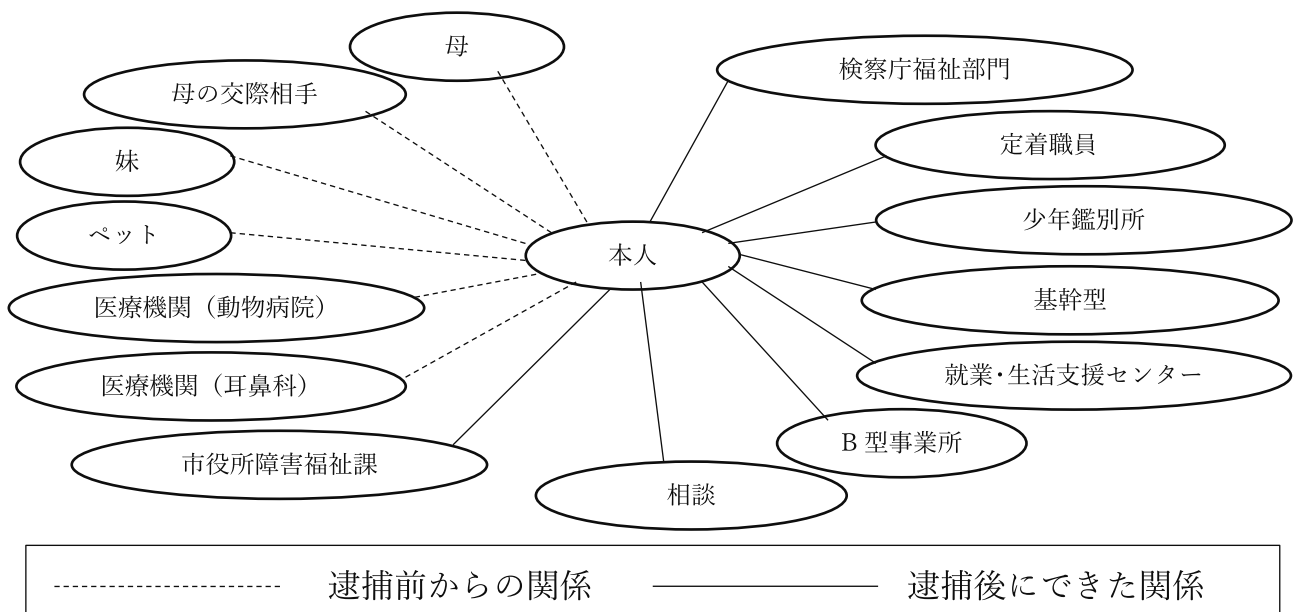 母
検察庁福祉部門
母の交際相手
定着職員
妹
少年鑑別所
ペット
本人
医療機関（動物病院）
基幹型
医療機関（耳鼻科）
就業・生活支援センター
B 型事業所
市役所障害福祉課
相談
逮捕前からの関係
逮捕後にできた関係